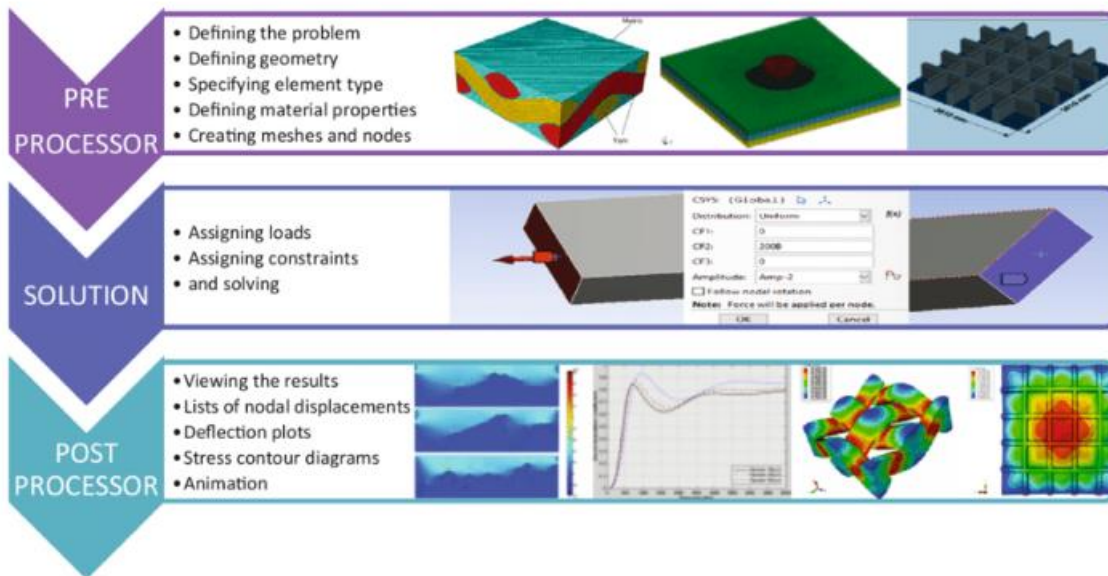 PRE
PROCESSOR
• Defining the problem
• Defining geometry
• Specifying element type
• Defining material properties
• Creating meshes and nodes
Matrix
Yarn
SOLUTION
• Assigning loads
• Assigning constraints
• and solving
CSYS: (Global)
Distribution: Uniform f(x)
CF1: 0
CF2: 2000
CF3: 0
Amplitude: Amp-2
Follow nodal rotation
Note: Force will be applied per node.
OK Cancel
POST
PROCESSOR
• Viewing the results
• Lists of nodal displacements
• Deflection plots
• Stress contour diagrams
• Animation